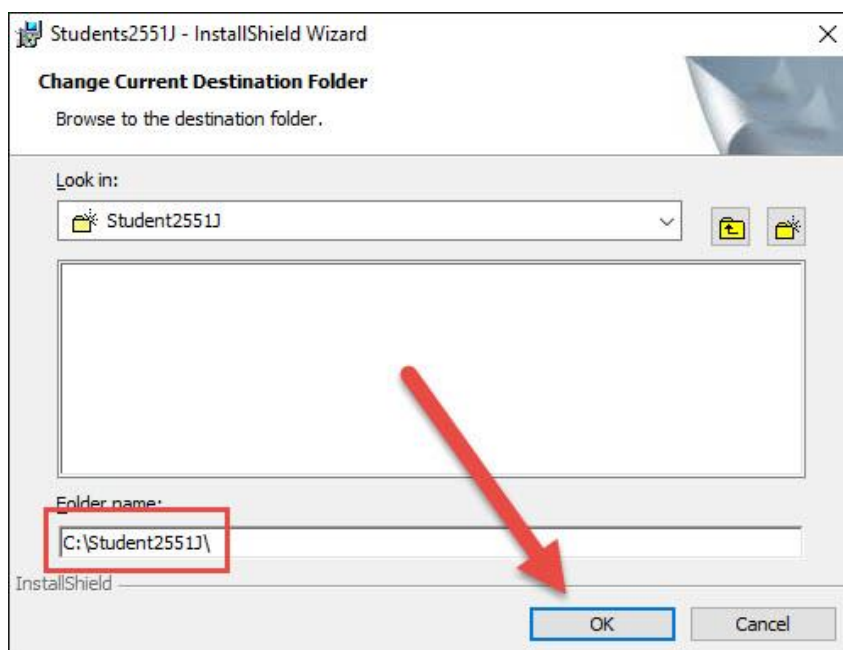 Students2551J - InstallShield Wizard
Change Current Destination Folder
Browse to the destination folder.
Look in:
Student2551J
Folder name:
C:\Student2551J\
InstallShield
OK
Cancel